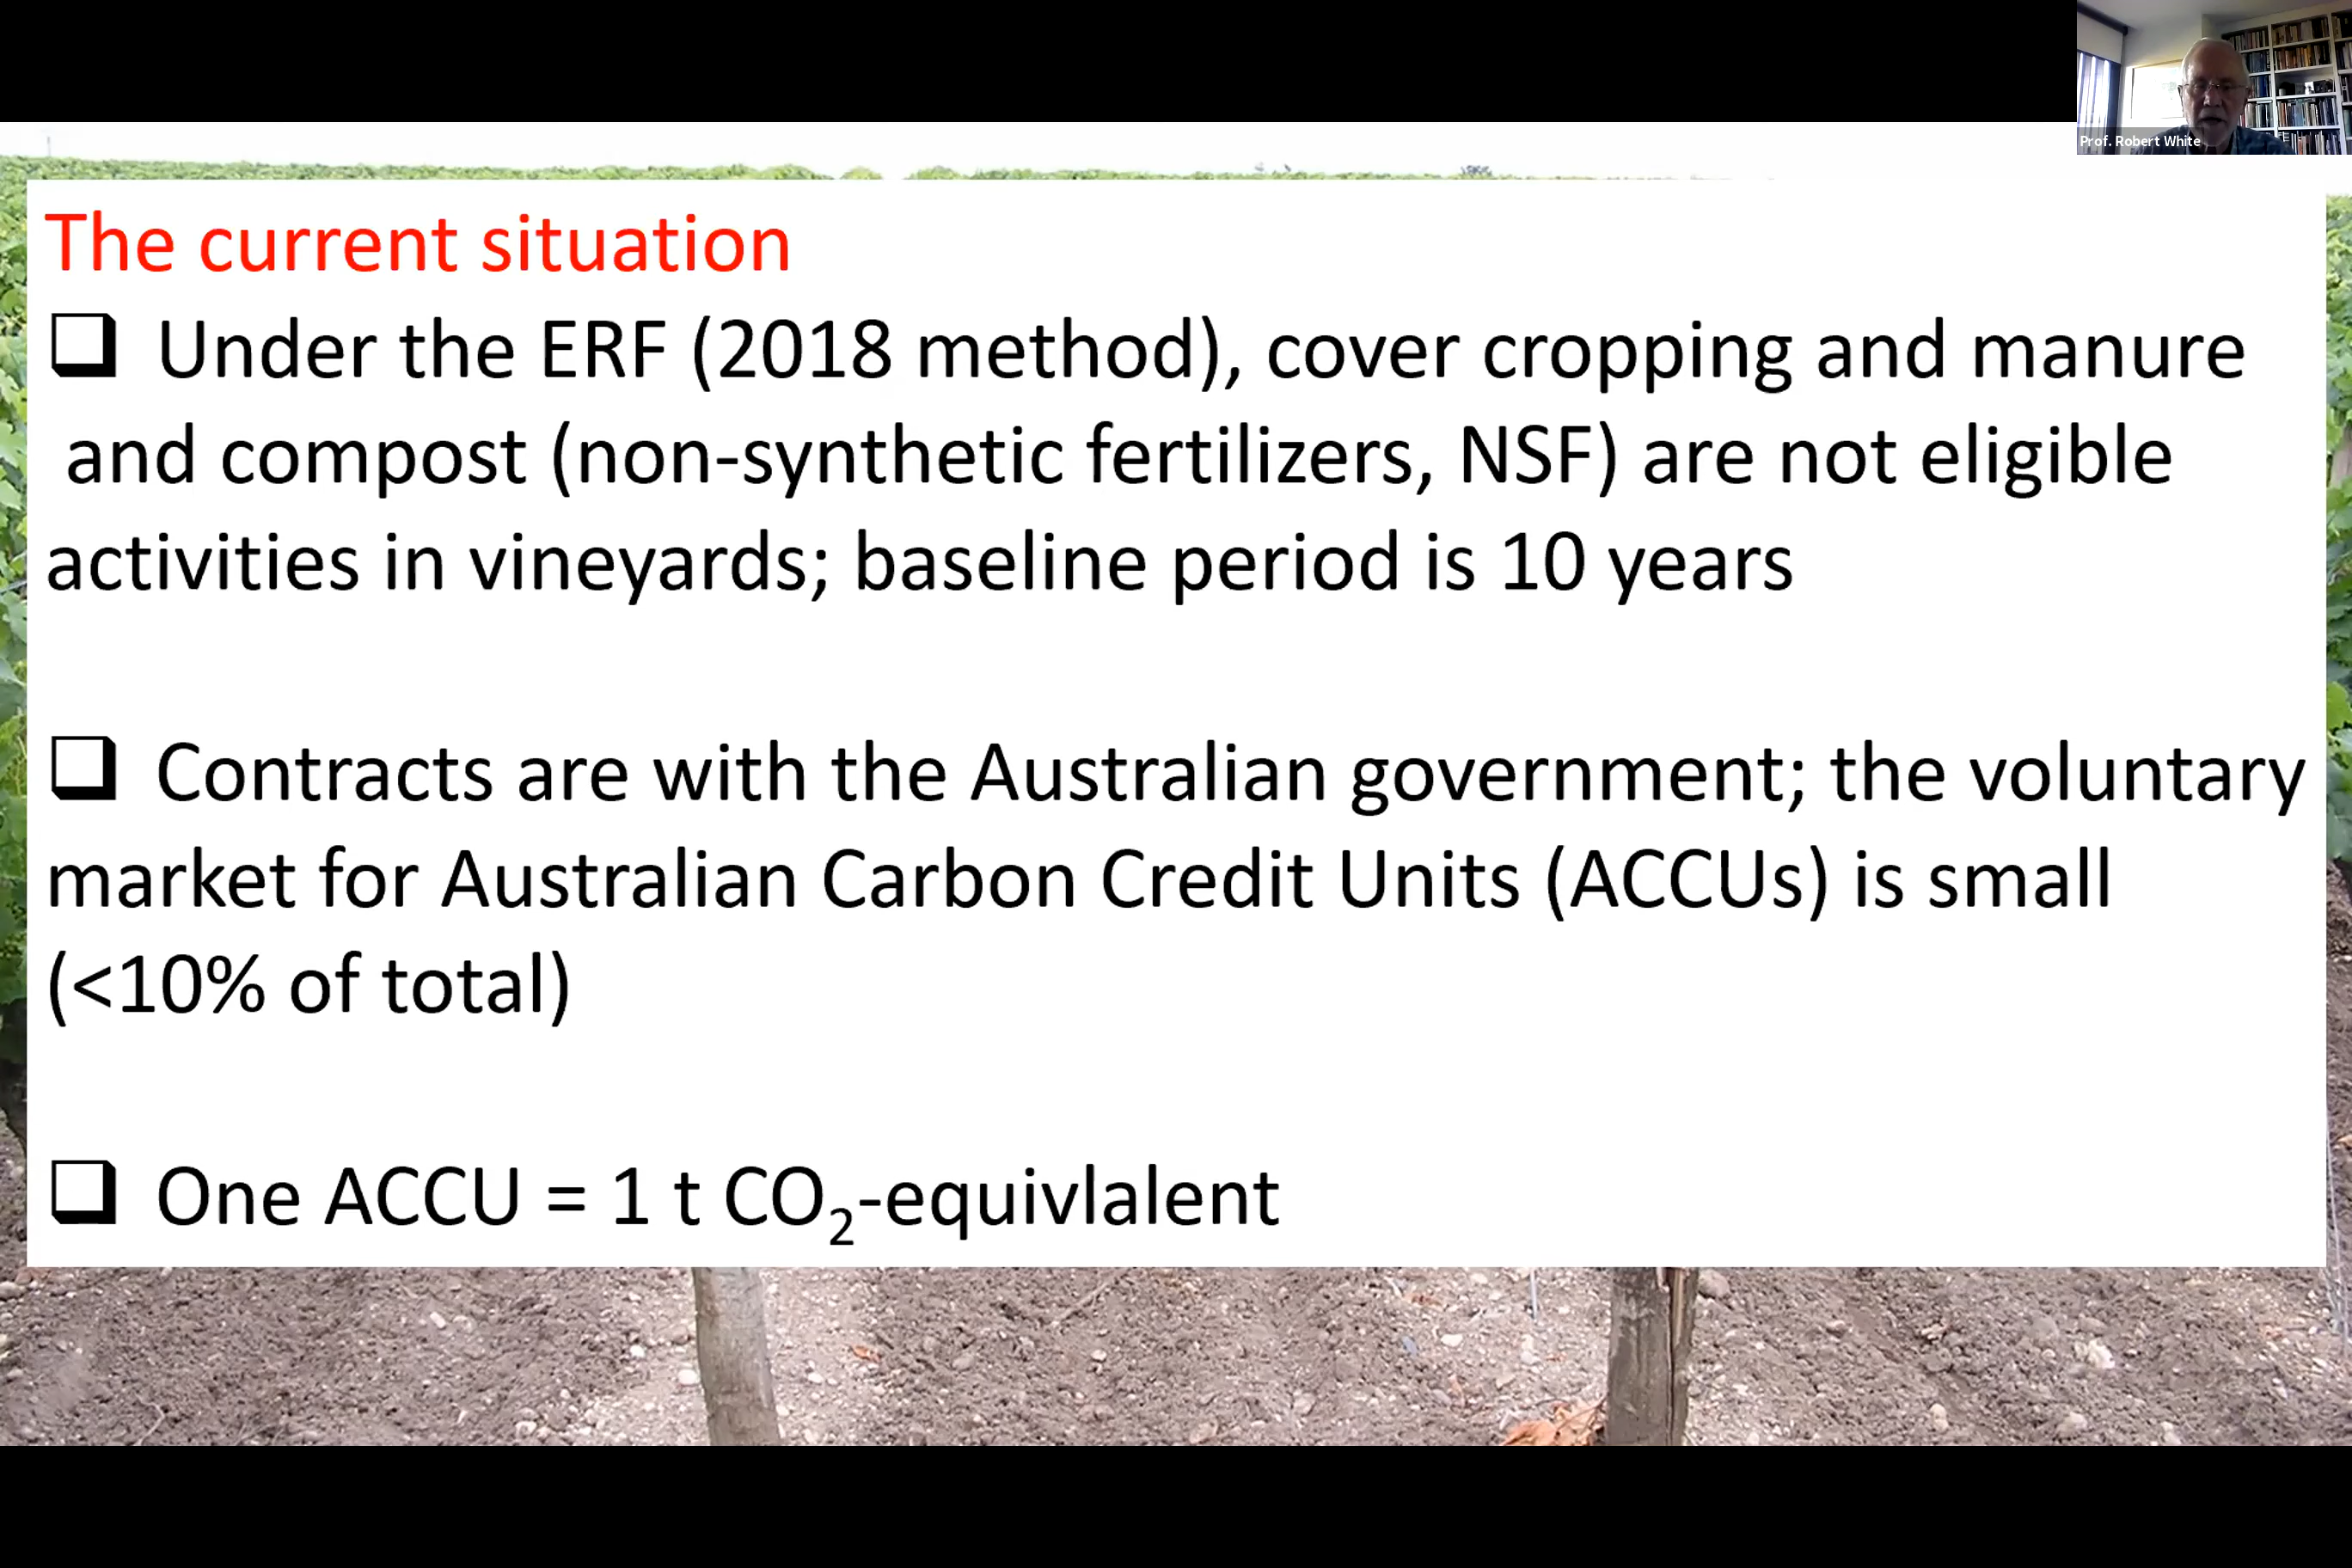 Prof. Robert White
The current situation
❑ Under the ERF (2018 method), cover cropping and manure
and compost (non-synthetic fertilizers, NSF) are not eligible
activities in vineyards; baseline period is 10 years
❑ Contracts are with the Australian government; the voluntary
market for Australian Carbon Credit Units (ACCUs) is small
(<10% of total)
❑ One ACCU = 1 t CO₂-equivlalent